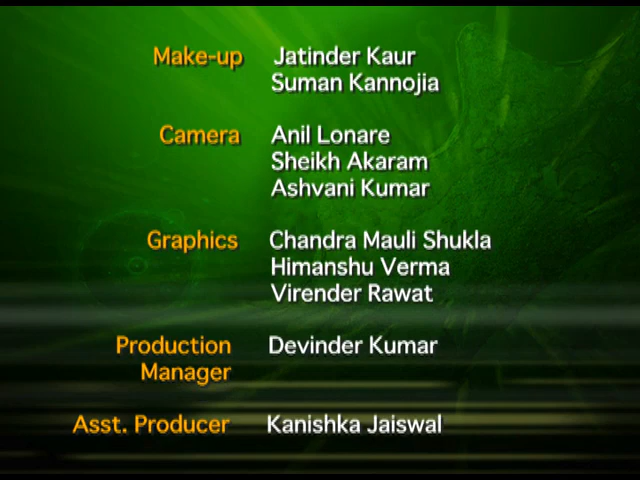 Make-up Jatinder Kaur
Suman Kannojia
Camera Anil Lonare
Sheikh Akaram
Ashvani Kumar
Graphics Chandra Mauli Shukla
Himanshu Verma
Virender Rawat
Production Devinder Kumar
Manager
Asst. Producer Kanishka Jaiswal